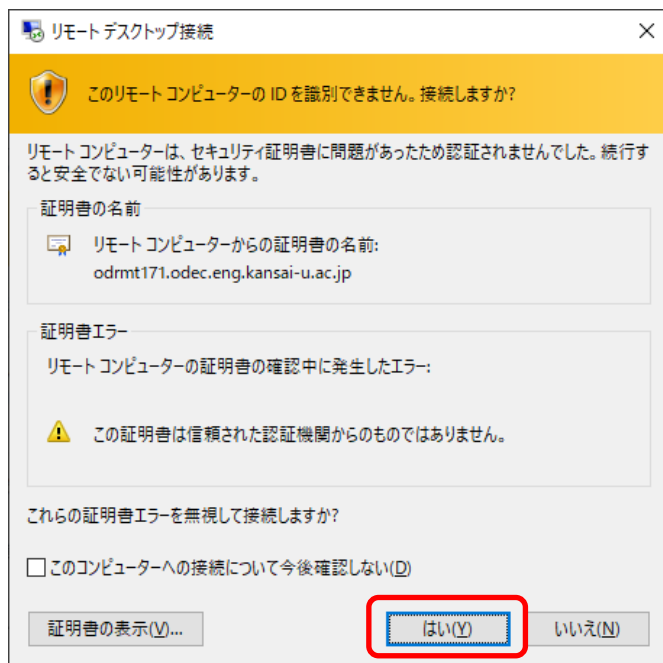 リモート デスクトップ接続
このリモート コンピューターの ID を識別できません。接続しますか?
リモート コンピューターは、セキュリティ証明書に問題があったため認証されませんでした。続行す
ると安全でない可能性があります。
証明書の名前
リモート コンピューターからの証明書の名前:
odrmt171.odec.eng.kansai-u.ac.jp
証明書エラー
リモート コンピューターの証明書の確認中に発生したエラー:
この証明書は信頼された認証機関からのものではありません。
これらの証明書エラーを無視して接続しますか?
このコンピューターへの接続について今後確認しない(D)
証明書の表示(V)... はい(Y) いいえ(N)